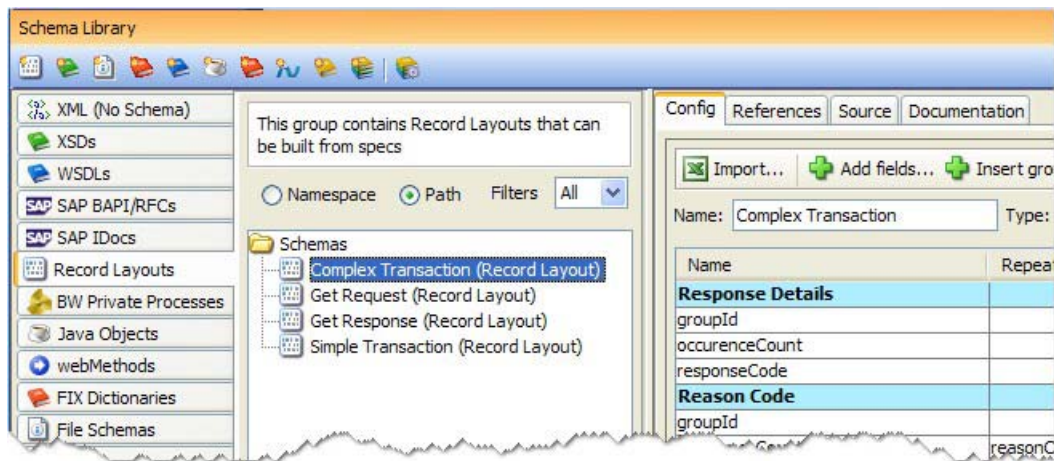 Schema Library
XML (No Schema)
XSDs
WSDLs
SAP SAP BAPI/RFCs
SAP SAP IDocs
Record Layouts
BW Private Processes
Java Objects
webMethods
FIX Dictionaries
File Schemas
This group contains Record Layouts that can
be built from specs
Namespace Path Filters All
Schemas
Complex Transaction (Record Layout)
Get Request (Record Layout)
Get Response (Record Layout)
Simple Transaction (Record Layout)
Config References Source Documentation
Import... Add fields... Insert gro
Name: Complex Transaction Type:
Name Repeat
Response Details
groupId
occurenceCount
responseCode
Reason Code
groupId
reasonC